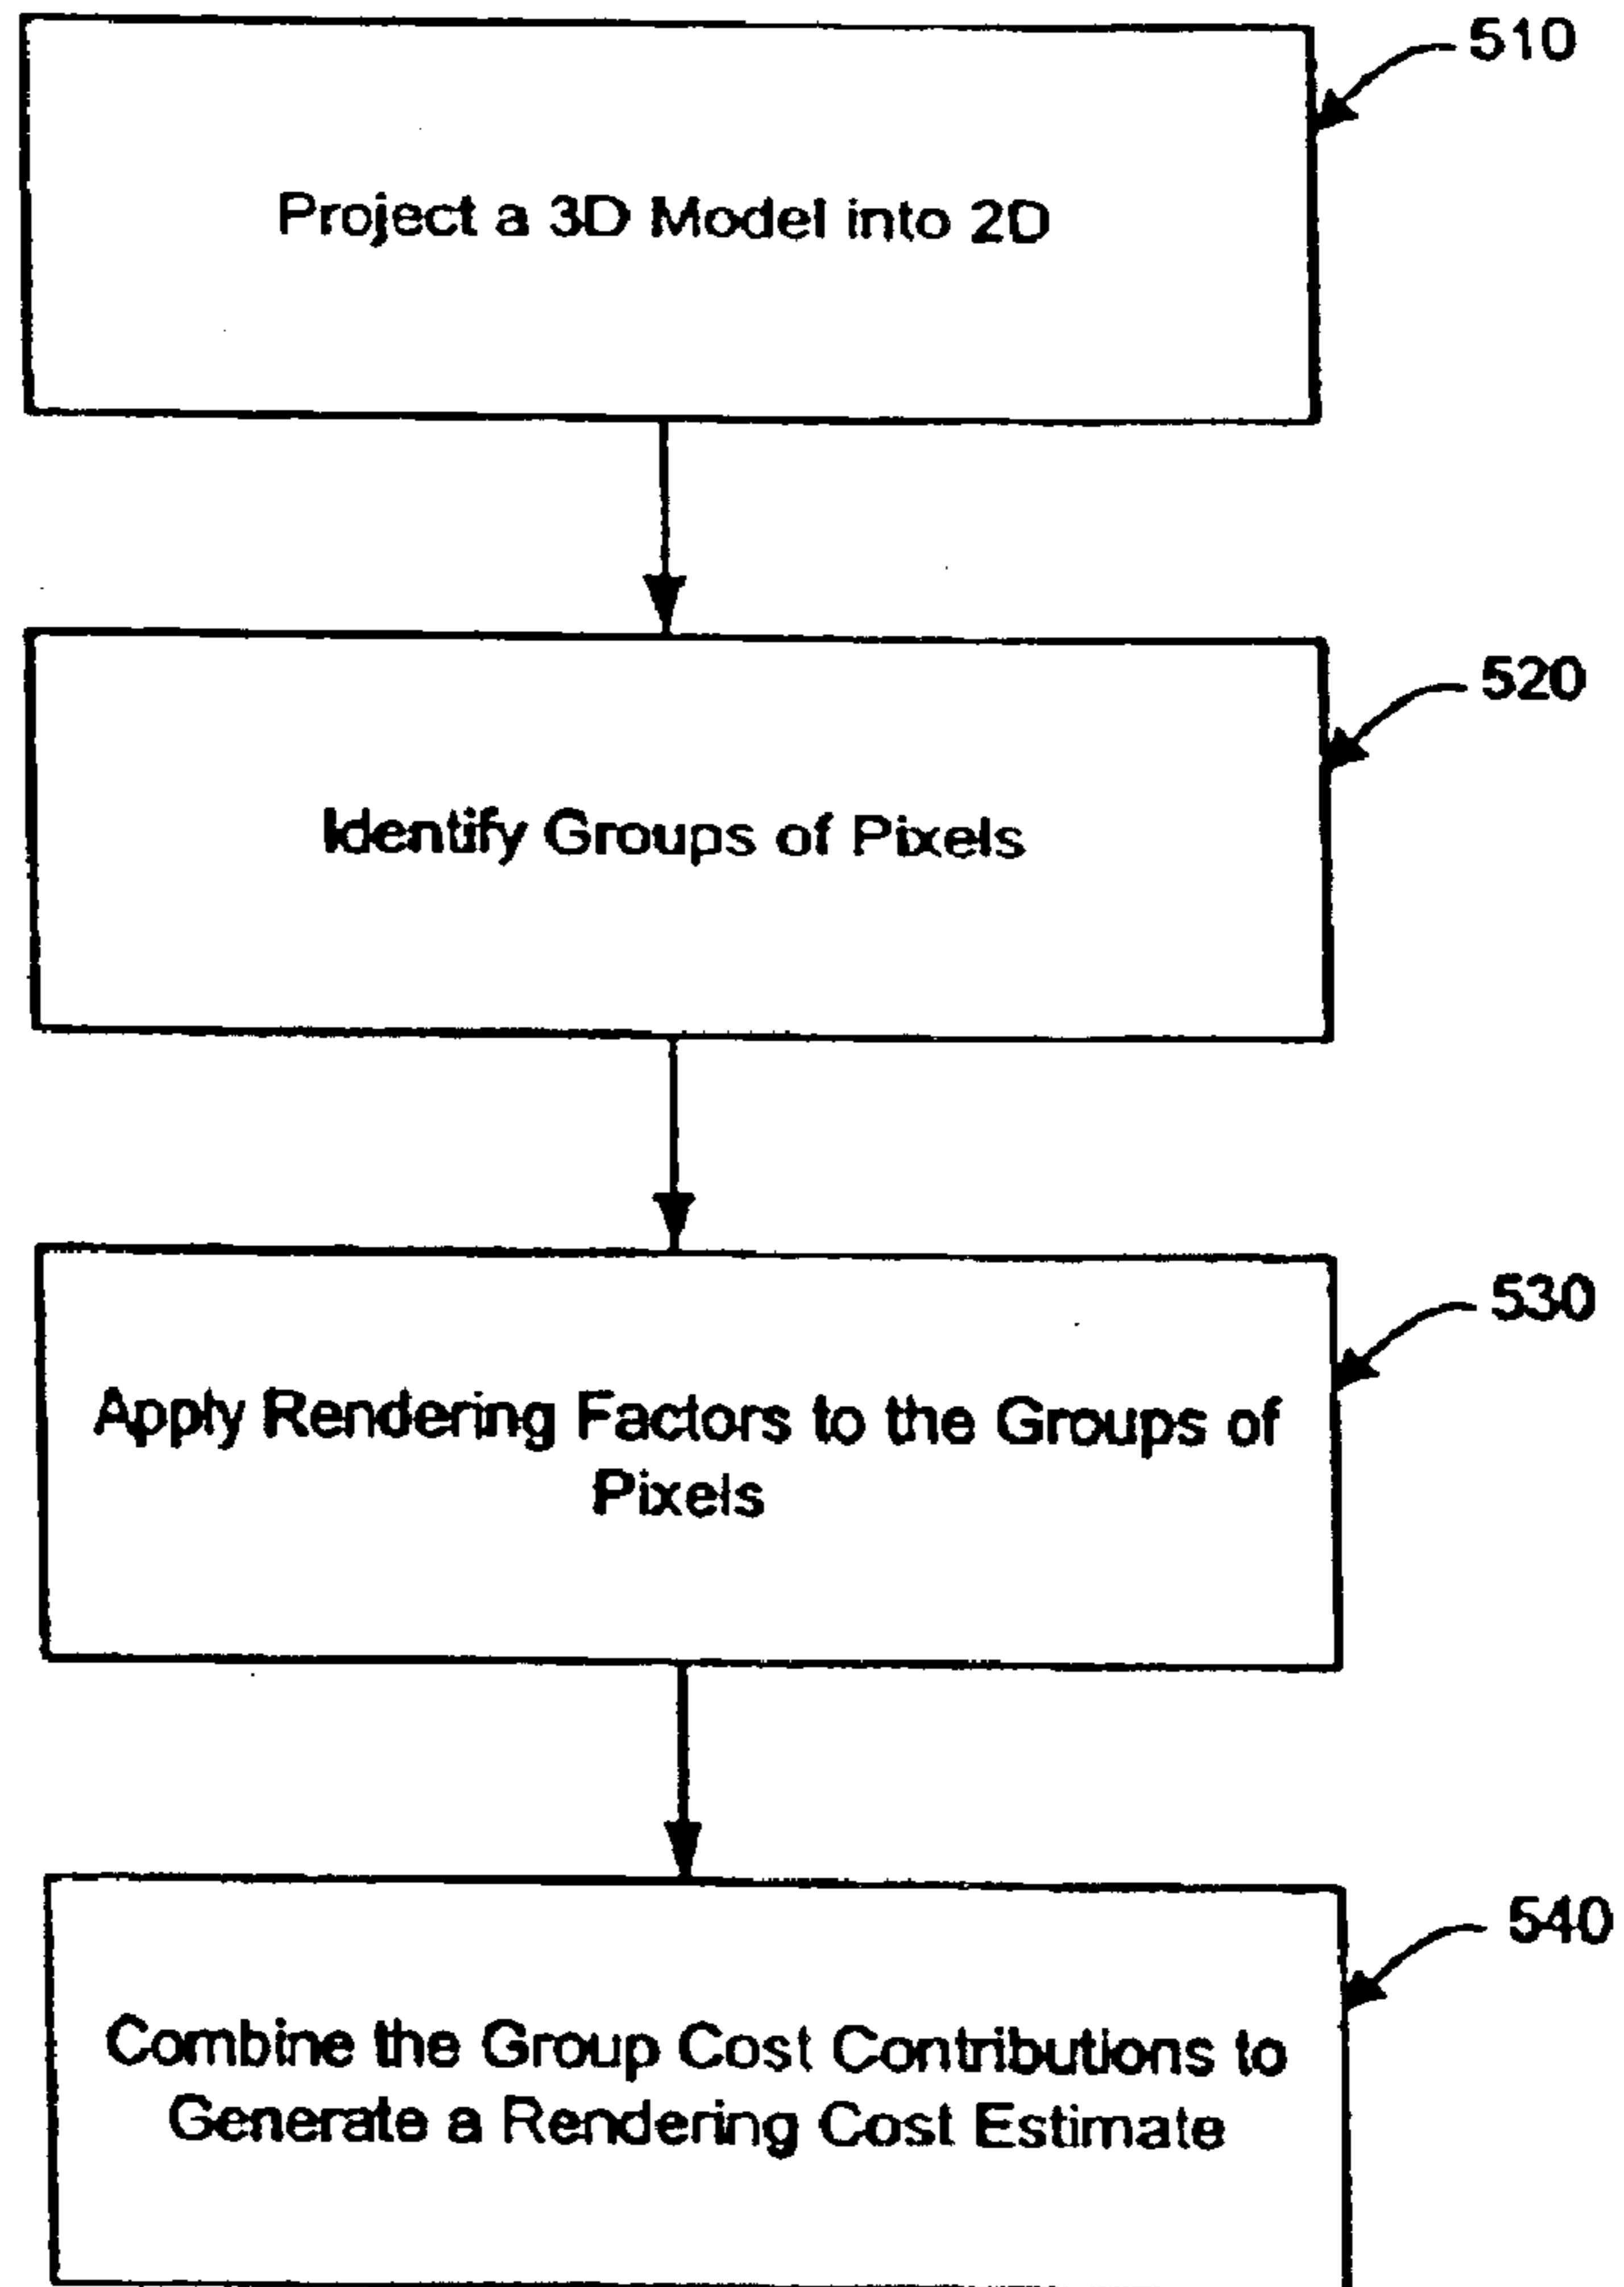 510
Project a 3D Model into 2D
520
Identify Groups of Pixels
530
Apply Rendering Factors to the Groups of
Pixels
540
Combine the Group Cost Contributions to
Generate a Rendering Cost Estimate